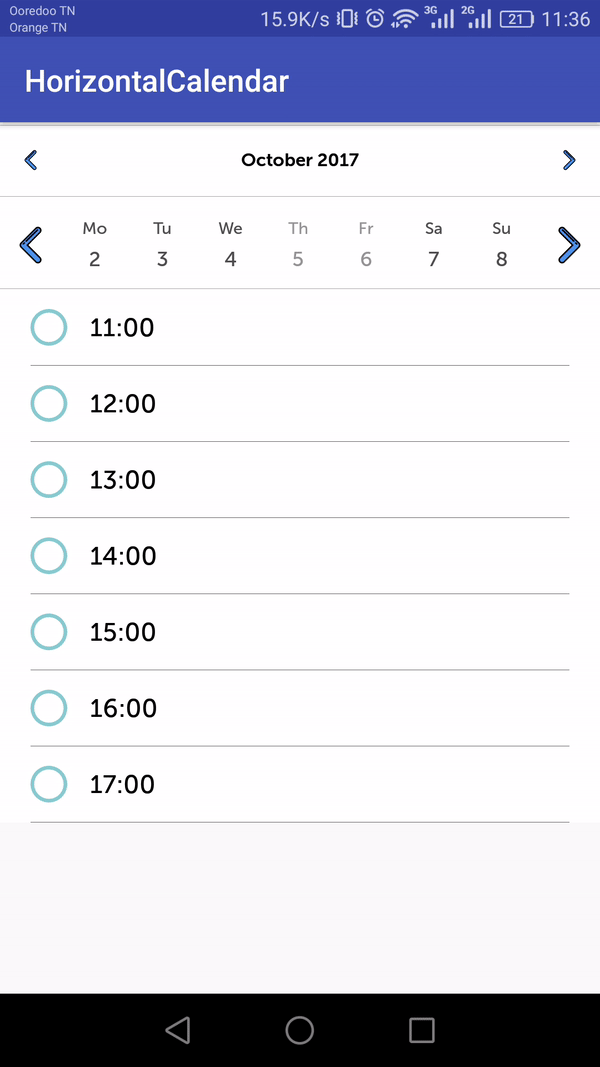 Ooredoo TN
Orange TN
15.9K/s 3G 2G 21 11:36
HorizontalCalendar
October 2017
Mo Tu We Th Fr Sa Su
2 3 4 5 6 7 8
11:00
12:00
13:00
14:00
15:00
16:00
17:00